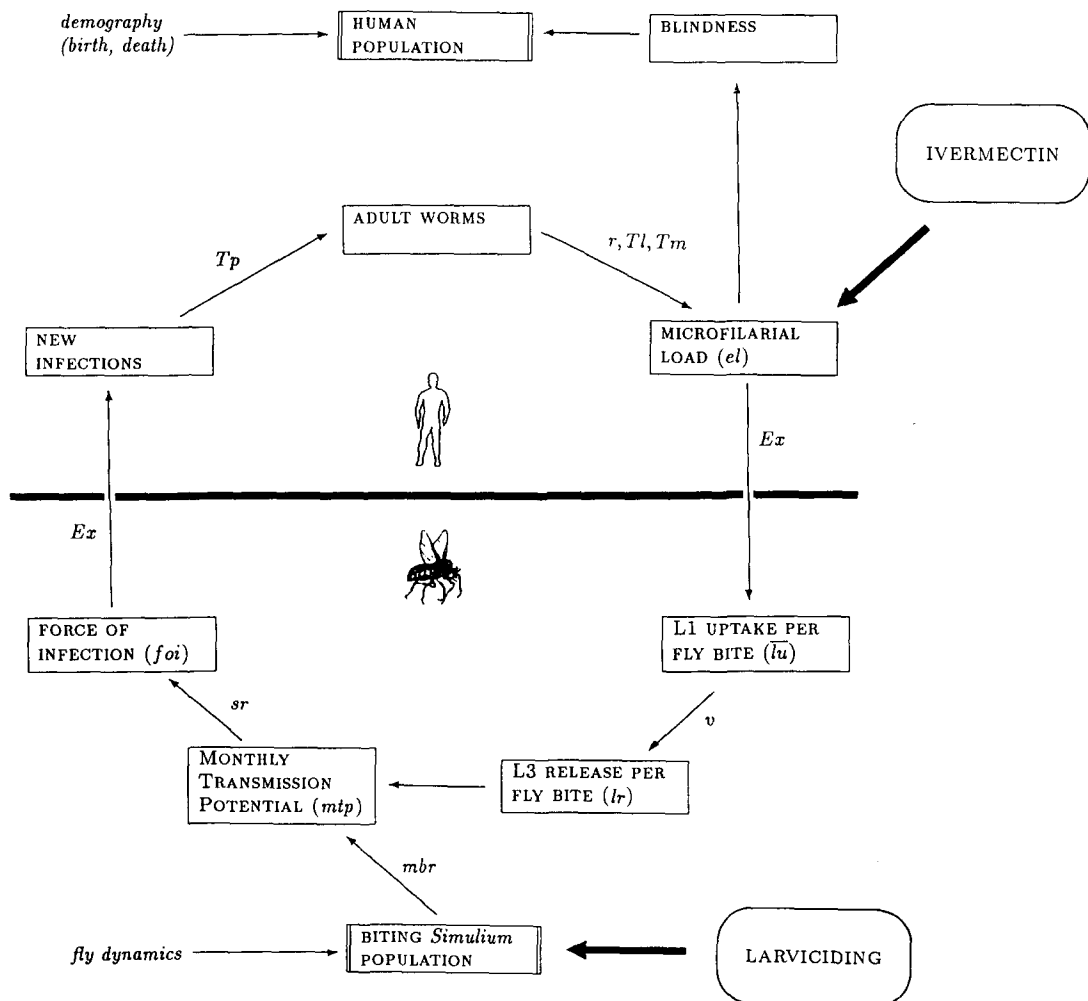 demography
(birth, death)
HUMAN
POPULATION
BLINDNESS
IVERMECTIN
ADULT WORMS
r, Tl, Tm
Tp
NEW
INFECTIONS
MICROFILARIAL
LOAD (el)
Ex
Ex
FORCE OF
INFECTION (foi)
L1 UPTAKE PER
FLY BITE (l̅u̅)
sr
v
MONTHLY
TRANSMISSION
POTENTIAL (mtp)
L3 RELEASE PER
FLY BITE (lr)
mbr
fly dynamics
BITING Simulium
POPULATION
LARVICIDING